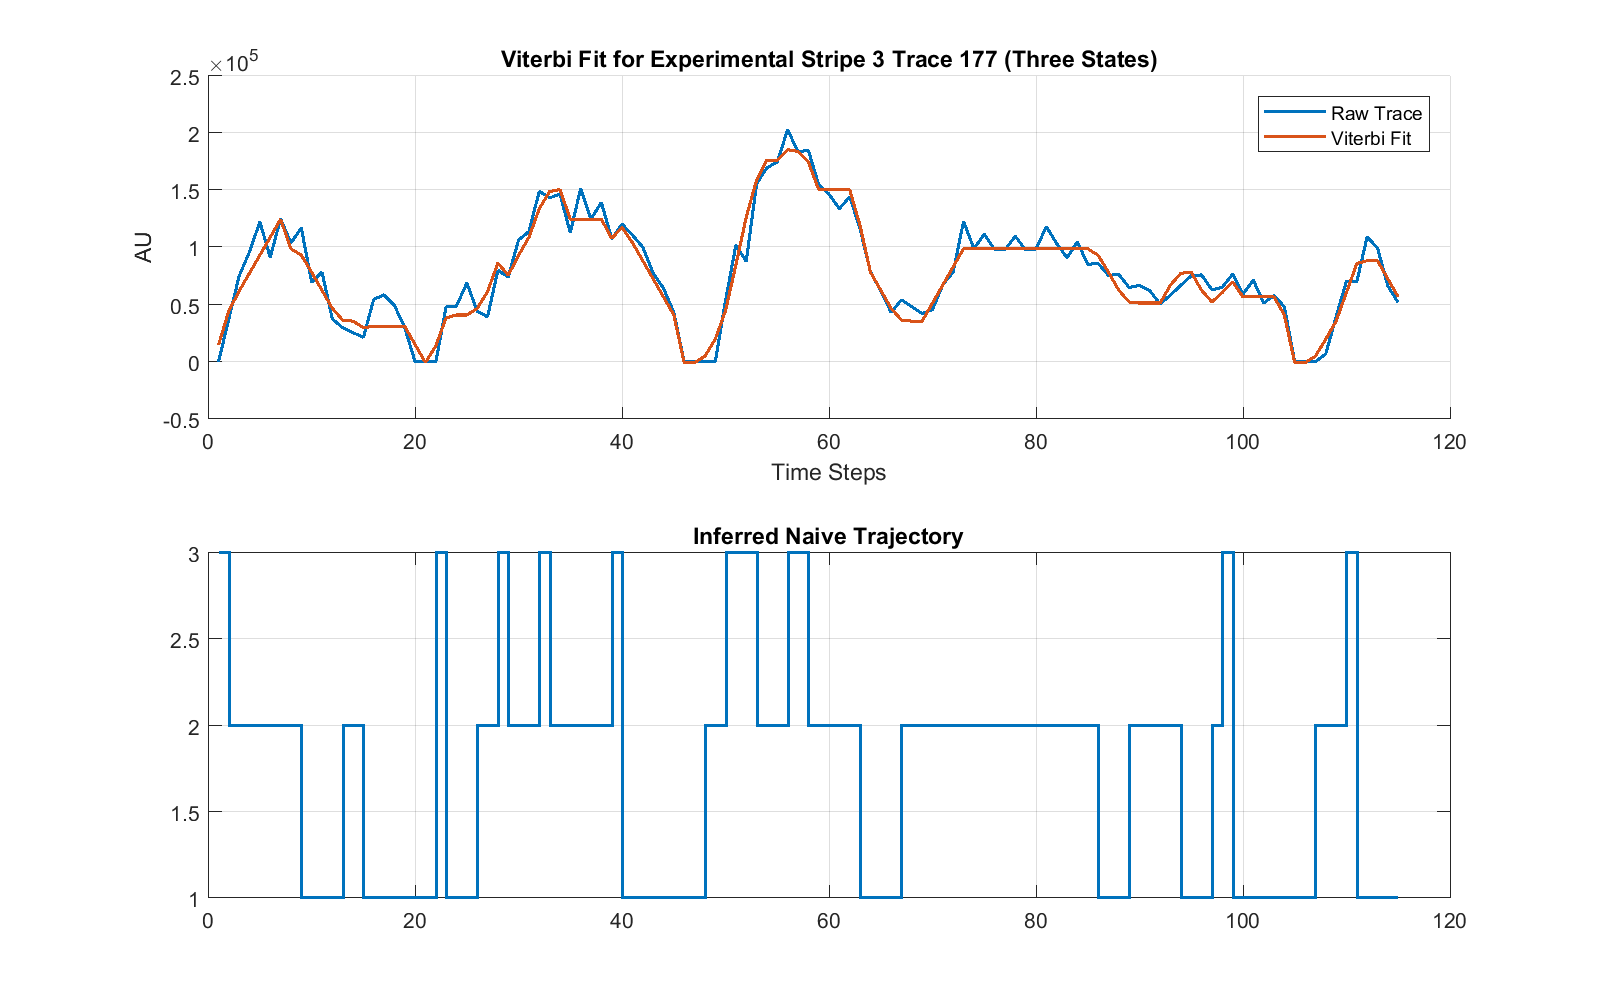 Viterbi Fit for Experimental Stripe 3 Trace 177 (Three States)
×10^5
2.5
2
1.5
1
0.5
0
-0.5
AU
Raw Trace
Viterbi Fit
0 20 40 60 80 100 120
Time Steps
Inferred Naive Trajectory
3
2.5
2
1.5
1
0 20 40 60 80 100 120